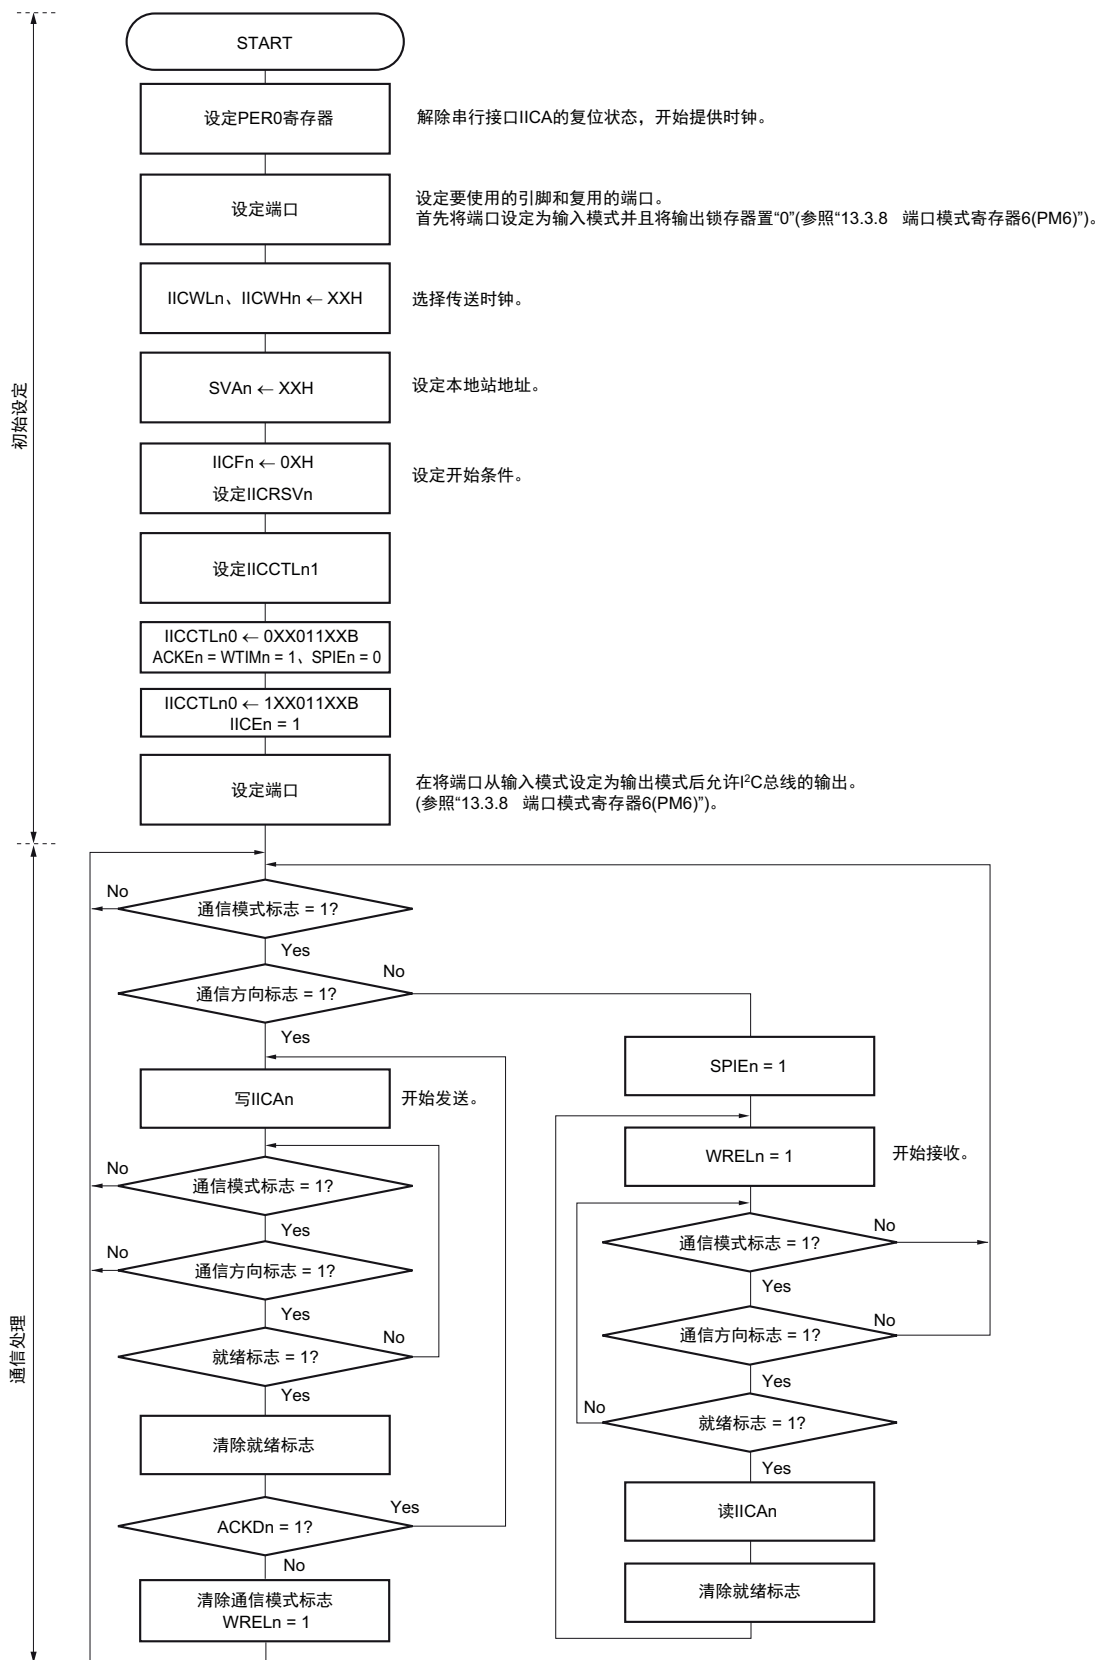 START
设定PER0寄存器
解除串行接口IICA的复位状态，开始提供时钟。
设定端口
设定要使用的引脚和复用的端口。
首先将端口设定为输入模式并且将输出锁存器置“0”(参照“13.3.8 端口模式寄存器6(PM6)”)。
IICWLn、IICWHn ← XXH
选择传送时钟。
初始设定
SVAn ← XXH
设定本地站地址。
IICFn ← 0XH
设定IICRSVn
设定开始条件。
设定IICCTLn1
IICCTLn0 ← 0XX011XXB
ACKEn = WTIMn = 1、SPIEn = 0
IICCTLn0 ← 1XX011XXB
IICEn = 1
设定端口
在将端口从输入模式设定为输出模式后允许I²C总线的输出。
(参照“13.3.8 端口模式寄存器6(PM6)”)。
通信处理
No
通信模式标志 = 1?
Yes
No
通信方向标志 = 1?
Yes
写IICAn
开始发送。
No
通信模式标志 = 1?
Yes
No
通信方向标志 = 1?
Yes
No
就绪标志 = 1?
Yes
清除就绪标志
Yes
ACKDn = 1?
No
清除通信模式标志
WRELn = 1
SPIEn = 1
WRELn = 1
开始接收。
No
通信模式标志 = 1?
Yes
No
通信方向标志 = 1?
Yes
No
就绪标志 = 1?
Yes
读IICAn
清除就绪标志